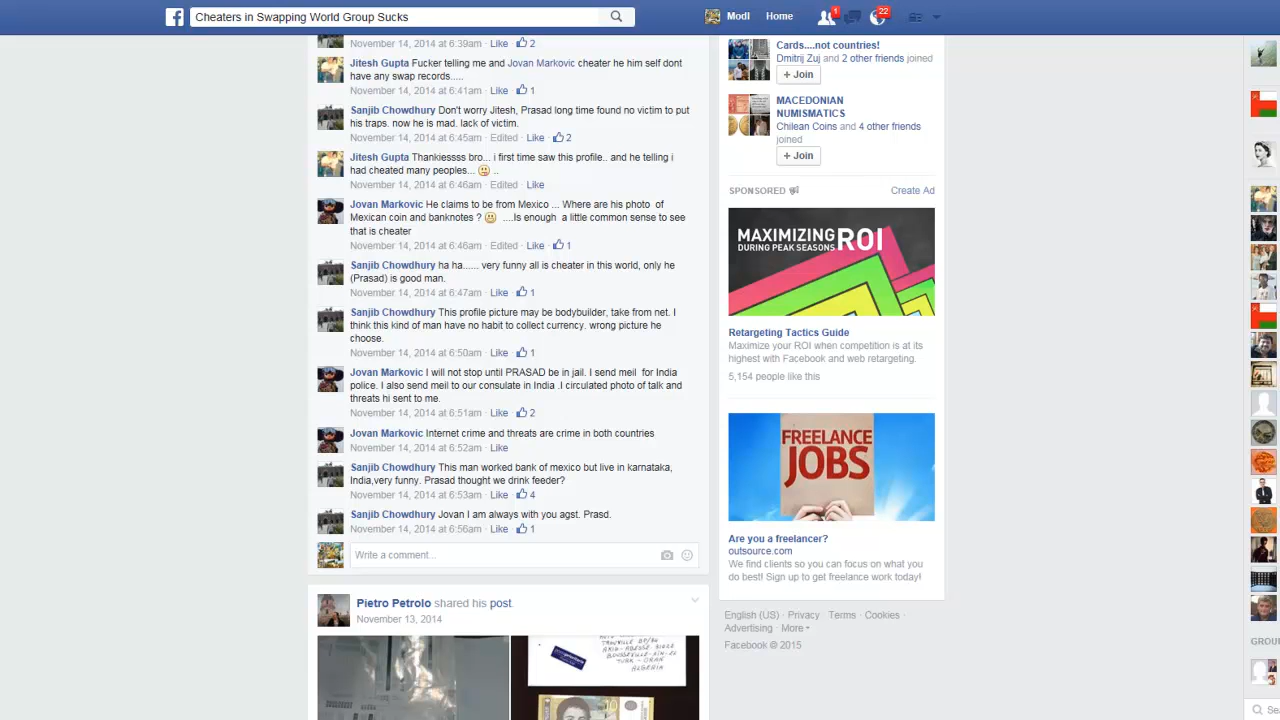 Cheaters in Swapping World Group Sucks
Modl
Home
1
22
November 14, 2014 at 6:39am · Like · 2
Jitesh Gupta Fucker telling me and Jovan Markovic cheater he him self dont
have any swap records.....
November 14, 2014 at 6:41am · Like · 1
Sanjib Chowdhury Don't worry Jitesh, Prasad long time found no victim to put
his traps. now he is mad. lack of victim.
November 14, 2014 at 6:45am · Edited · Like · 2
Jitesh Gupta Thankiessss bro... i first time saw this profile.. and he telling i
had cheated many peoples... ..
November 14, 2014 at 6:46am · Edited · Like
Jovan Markovic He claims to be from Mexico ... Where are his photo of
Mexican coin and banknotes ? ....Is enough a little common sense to see
that is cheater
November 14, 2014 at 6:46am · Edited · Like · 1
Sanjib Chowdhury ha ha...... very funny all is cheater in this world, only he
(Prasad) is good man.
November 14, 2014 at 6:47am · Like · 1
Sanjib Chowdhury This profile picture may be bodybuilder, take from net. I
think this kind of man have no habit to collect currency. wrong picture he
choose.
November 14, 2014 at 6:50am · Like · 1
Jovan Markovic I will not stop until PRASAD be in jail. I send meil for India
police. I also send meil to our consulate in India .I circulated photo of talk and
threats hi sent to me.
November 14, 2014 at 6:51am · Like · 2
Jovan Markovic Internet crime and threats are crime in both countries
November 14, 2014 at 6:52am · Like
Sanjib Chowdhury This man worked bank of mexico but live in karnataka,
India,very funny. Prasad thought we drink feeder?
November 14, 2014 at 6:53am · Like · 4
Sanjib Chowdhury Jovan I am always with you agst. Prasd.
November 14, 2014 at 6:56am · Like · 1
Write a comment...
Pietro Petrolo shared his post.
November 13, 2014
ALGERIA
Cards....not countries!
Dmitrij Zuj and 2 other friends joined
+ Join
MACEDONIAN
NUMISMATICS
Chilean Coins and 4 other friends
joined
+ Join
SPONSORED
Create Ad
MAXIMIZING ROI
DURING PEAK SEASONS
Retargeting Tactics Guide
Maximize your ROI when competition is at its
highest with Facebook and web retargeting.
5,154 people like this
FREELANCE
JOBS
Are you a freelancer?
outsource.com
We find clients so you can focus on what you
do best! Sign up to get freelance work today!
English (US) · Privacy · Terms · Cookies ·
Advertising · More
Facebook © 2015
GROU
Sea